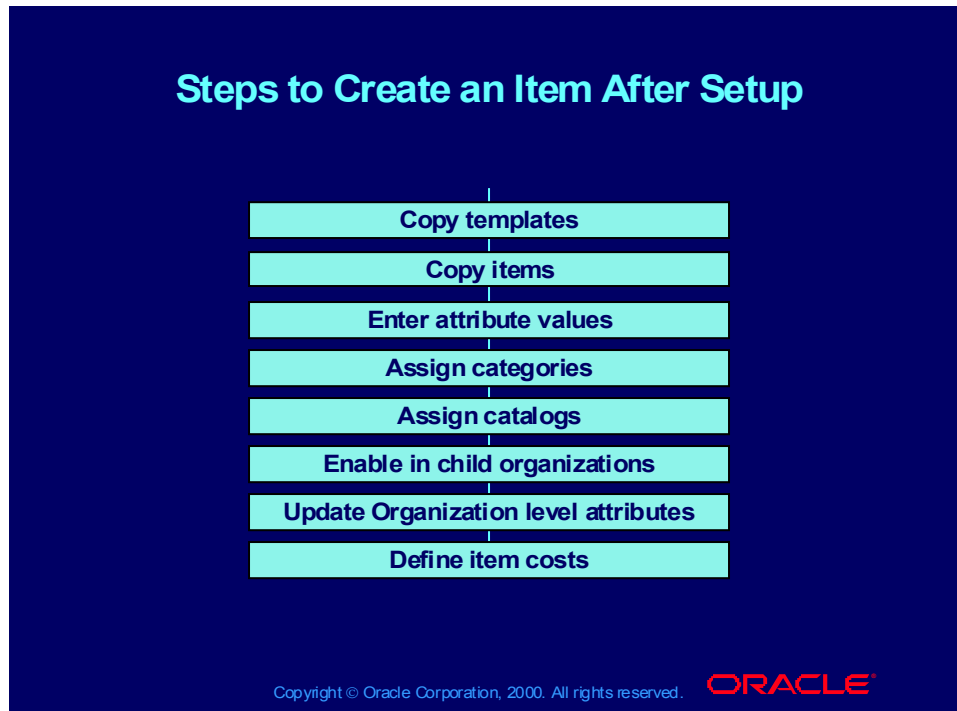 Steps to Create an Item After Setup
Copy templates
Copy items
Enter attribute values
Assign categories
Assign catalogs
Enable in child organizations
Update Organization level attributes
Define item costs
Copyright © Oracle Corporation, 2000. All rights reserved.
ORACLE®